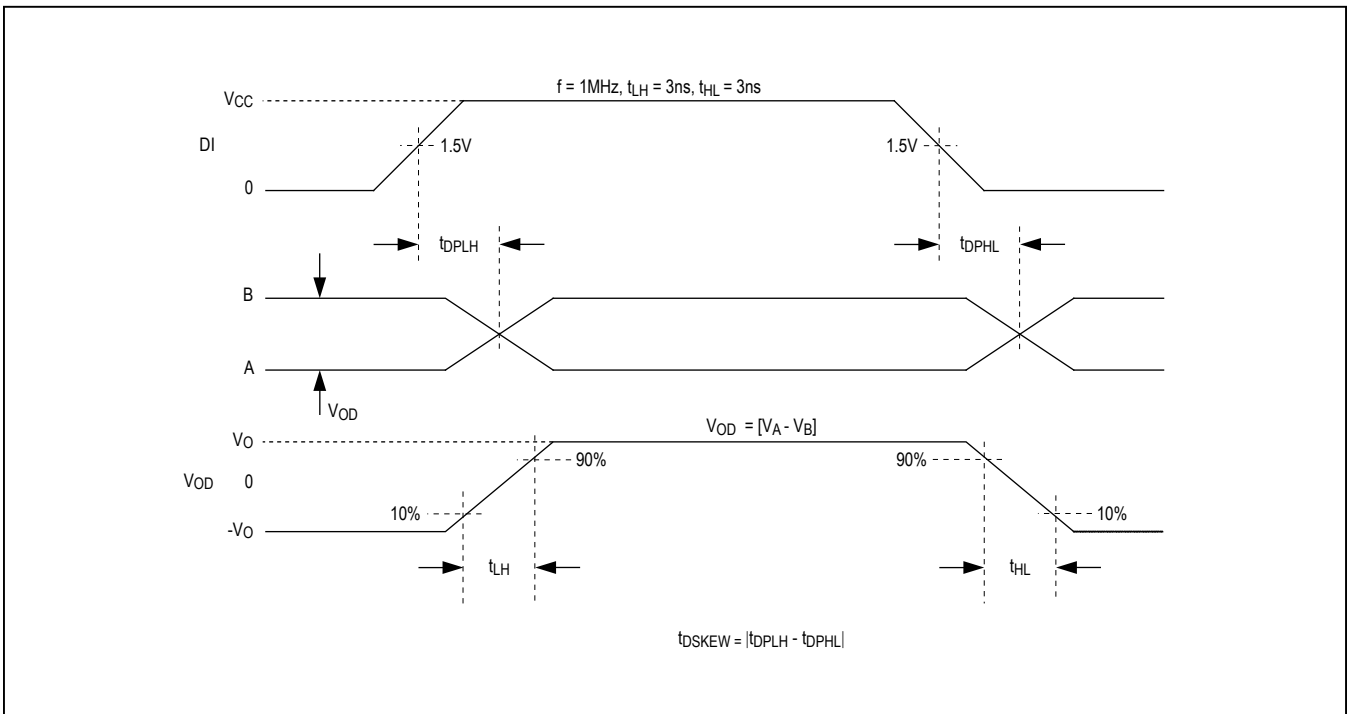 f = 1MHz, tLH = 3ns, tHL = 3ns
VCC
DI
1.5V
1.5V
0
tDPLH
tDPHL
B
A
VOD
VOD = [VA - VB]
VO
90%
90%
VOD 0
10%
10%
-VO
tLH
tHL
tDSKEW = |tDPLH - tDPHL|